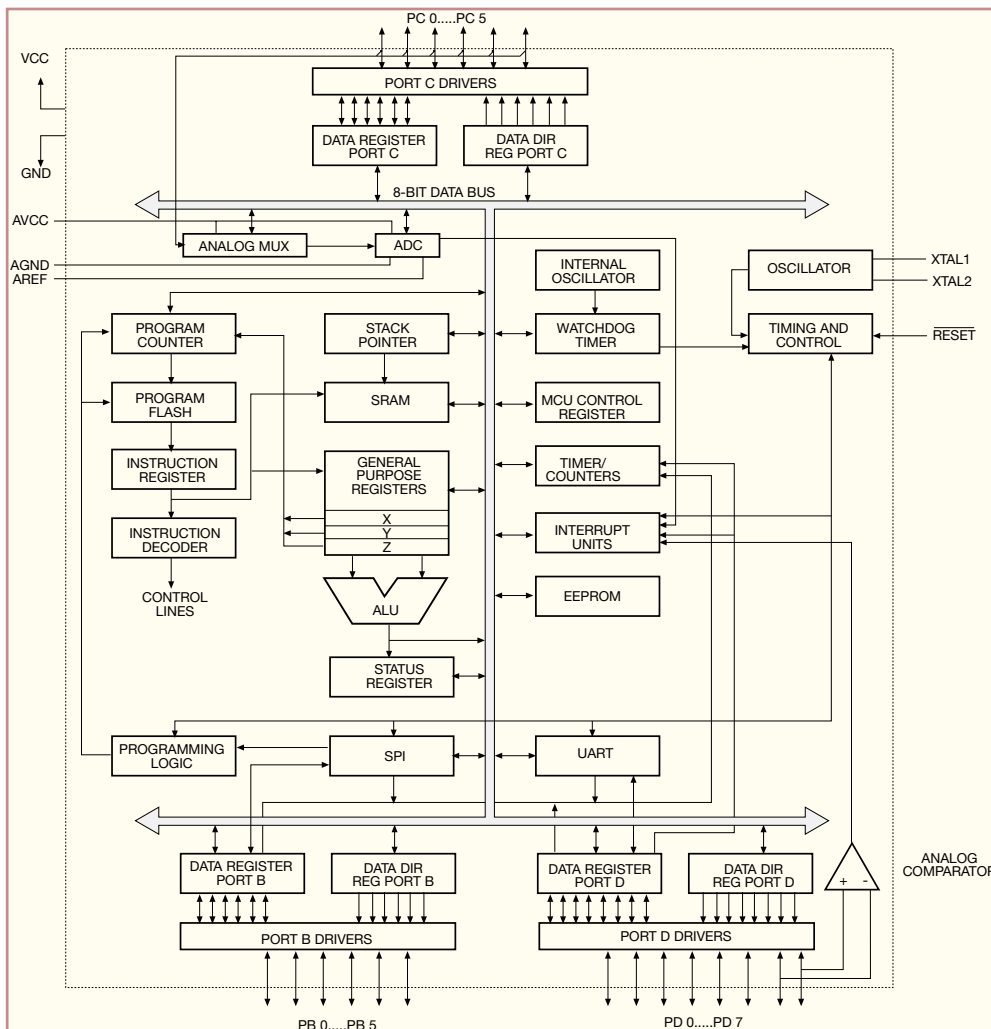 PC 0.....PC 5
VCC
PORT C DRIVERS
DATA REGISTER
PORT C
DATA DIR
REG PORT C
GND
8-BIT DATA BUS
AVCC
ANALOG MUX
ADC
AGND
AREF
INTERNAL
OSCILLATOR
OSCILLATOR
XTAL1
XTAL2
PROGRAM
COUNTER
STACK
POINTER
WATCHDOG
TIMER
TIMING AND
CONTROL
RESET
PROGRAM
FLASH
SRAM
MCU CONTROL
REGISTER
INSTRUCTION
REGISTER
GENERAL
PURPOSE
REGISTERS
TIMER/
COUNTERS
X
Y
Z
INSTRUCTION
DECODER
INTERRUPT
UNITS
CONTROL
LINES
ALU
EEPROM
STATUS
REGISTER
PROGRAMMING
LOGIC
SPI
UART
DATA REGISTER
PORT B
DATA DIR
REG PORT B
DATA REGISTER
PORT D
DATA DIR
REG PORT D
+ -
ANALOG
COMPARATOR
PORT B DRIVERS
PORT D DRIVERS
PB 0.....PB 5
PD 0.....PD 7